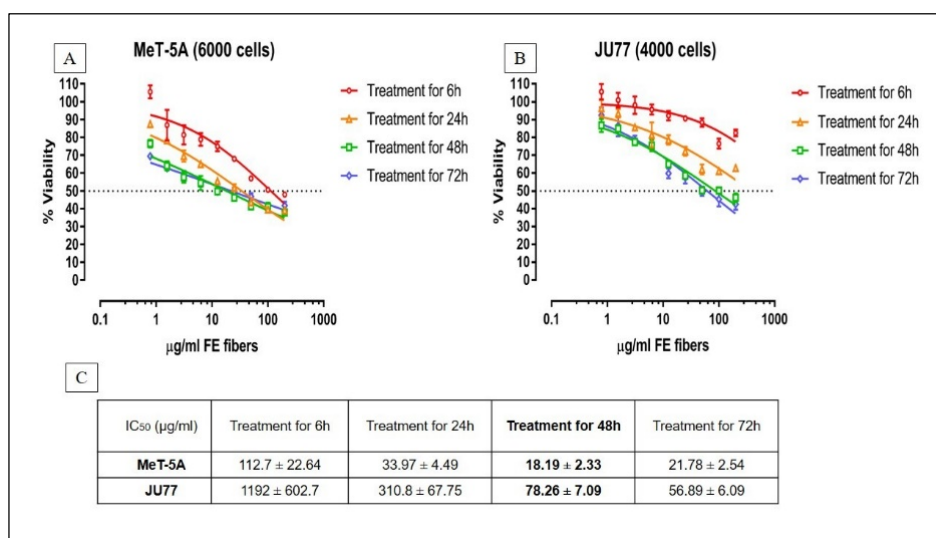 A
MeT-5A (6000 cells)
110
100
90
80
70
60
50
40
30
20
10
0
% Viability
0.1 1 10 100 1000
µg/ml FE fibers
Treatment for 6h
Treatment for 24h
Treatment for 48h
Treatment for 72h
B
JU77 (4000 cells)
110
100
90
80
70
60
50
40
30
20
10
0
% Viability
0.1 1 10 100 1000
µg/ml FE fibers
Treatment for 6h
Treatment for 24h
Treatment for 48h
Treatment for 72h
C
IC50 (µg/ml) Treatment for 6h Treatment for 24h Treatment for 48h Treatment for 72h
MeT-5A 112.7 ± 22.64 33.97 ± 4.49 18.19 ± 2.33 21.78 ± 2.54
JU77 1192 ± 602.7 310.8 ± 67.75 78.26 ± 7.09 56.89 ± 6.09